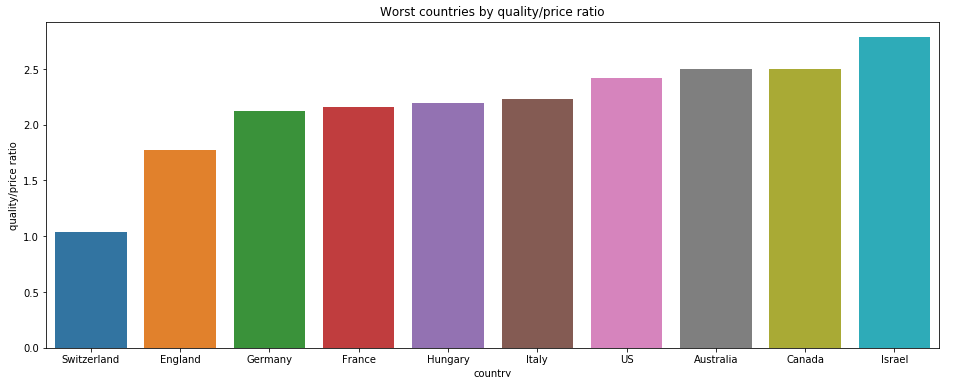 Worst countries by quality/price ratio
quality/price ratio
2.5
2.0
1.5
1.0
0.5
0.0
Switzerland England Germany France Hungary Italy US Australia Canada Israel
country